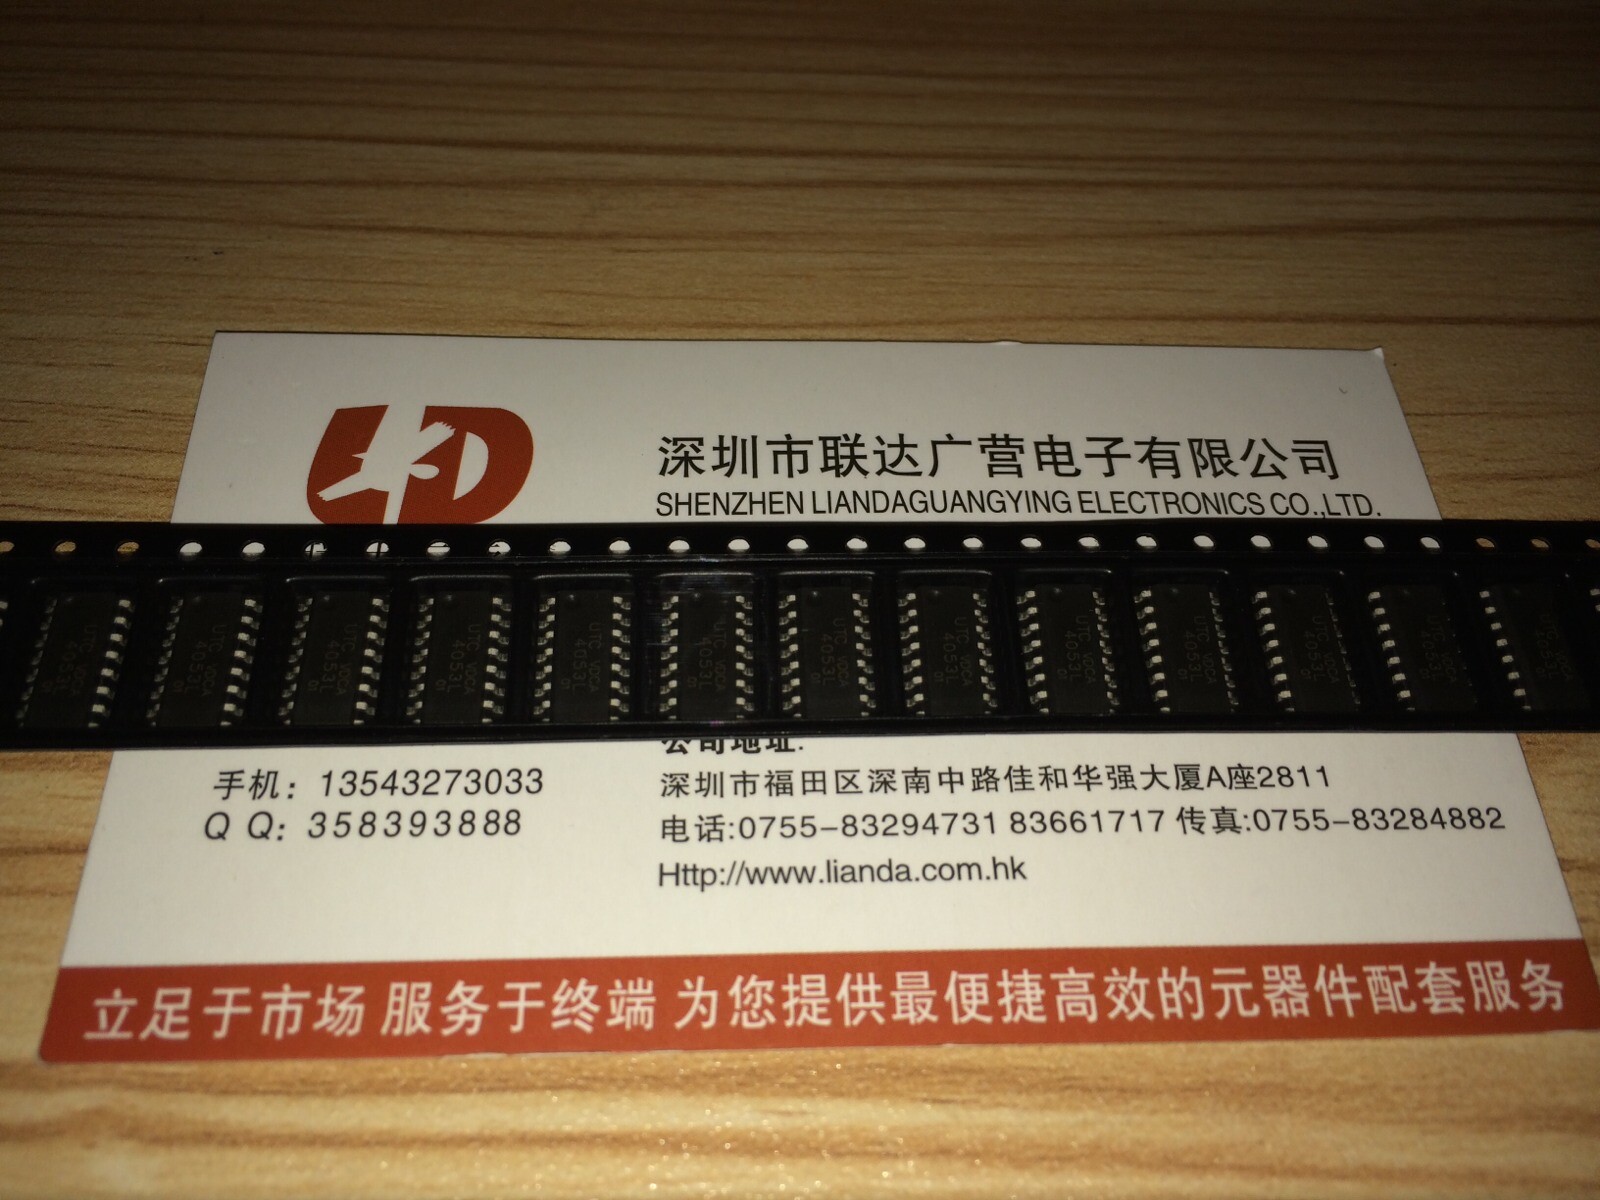 深圳市联达广营电子有限公司
SHENZHEN LIANDAGUANGYING ELECTRONICS CO.,LTD.
UTC VDCA
4053L
01
公司地址:
手机: 13543273033
深圳市福田区深南中路佳和华强大厦A座2811
Q Q: 358393888
电话:0755-83294731 83661717 传真:0755-83284882
Http://www.lianda.com.hk
立足于市场 服务于终端 为您提供最便捷高效的元器件配套服务